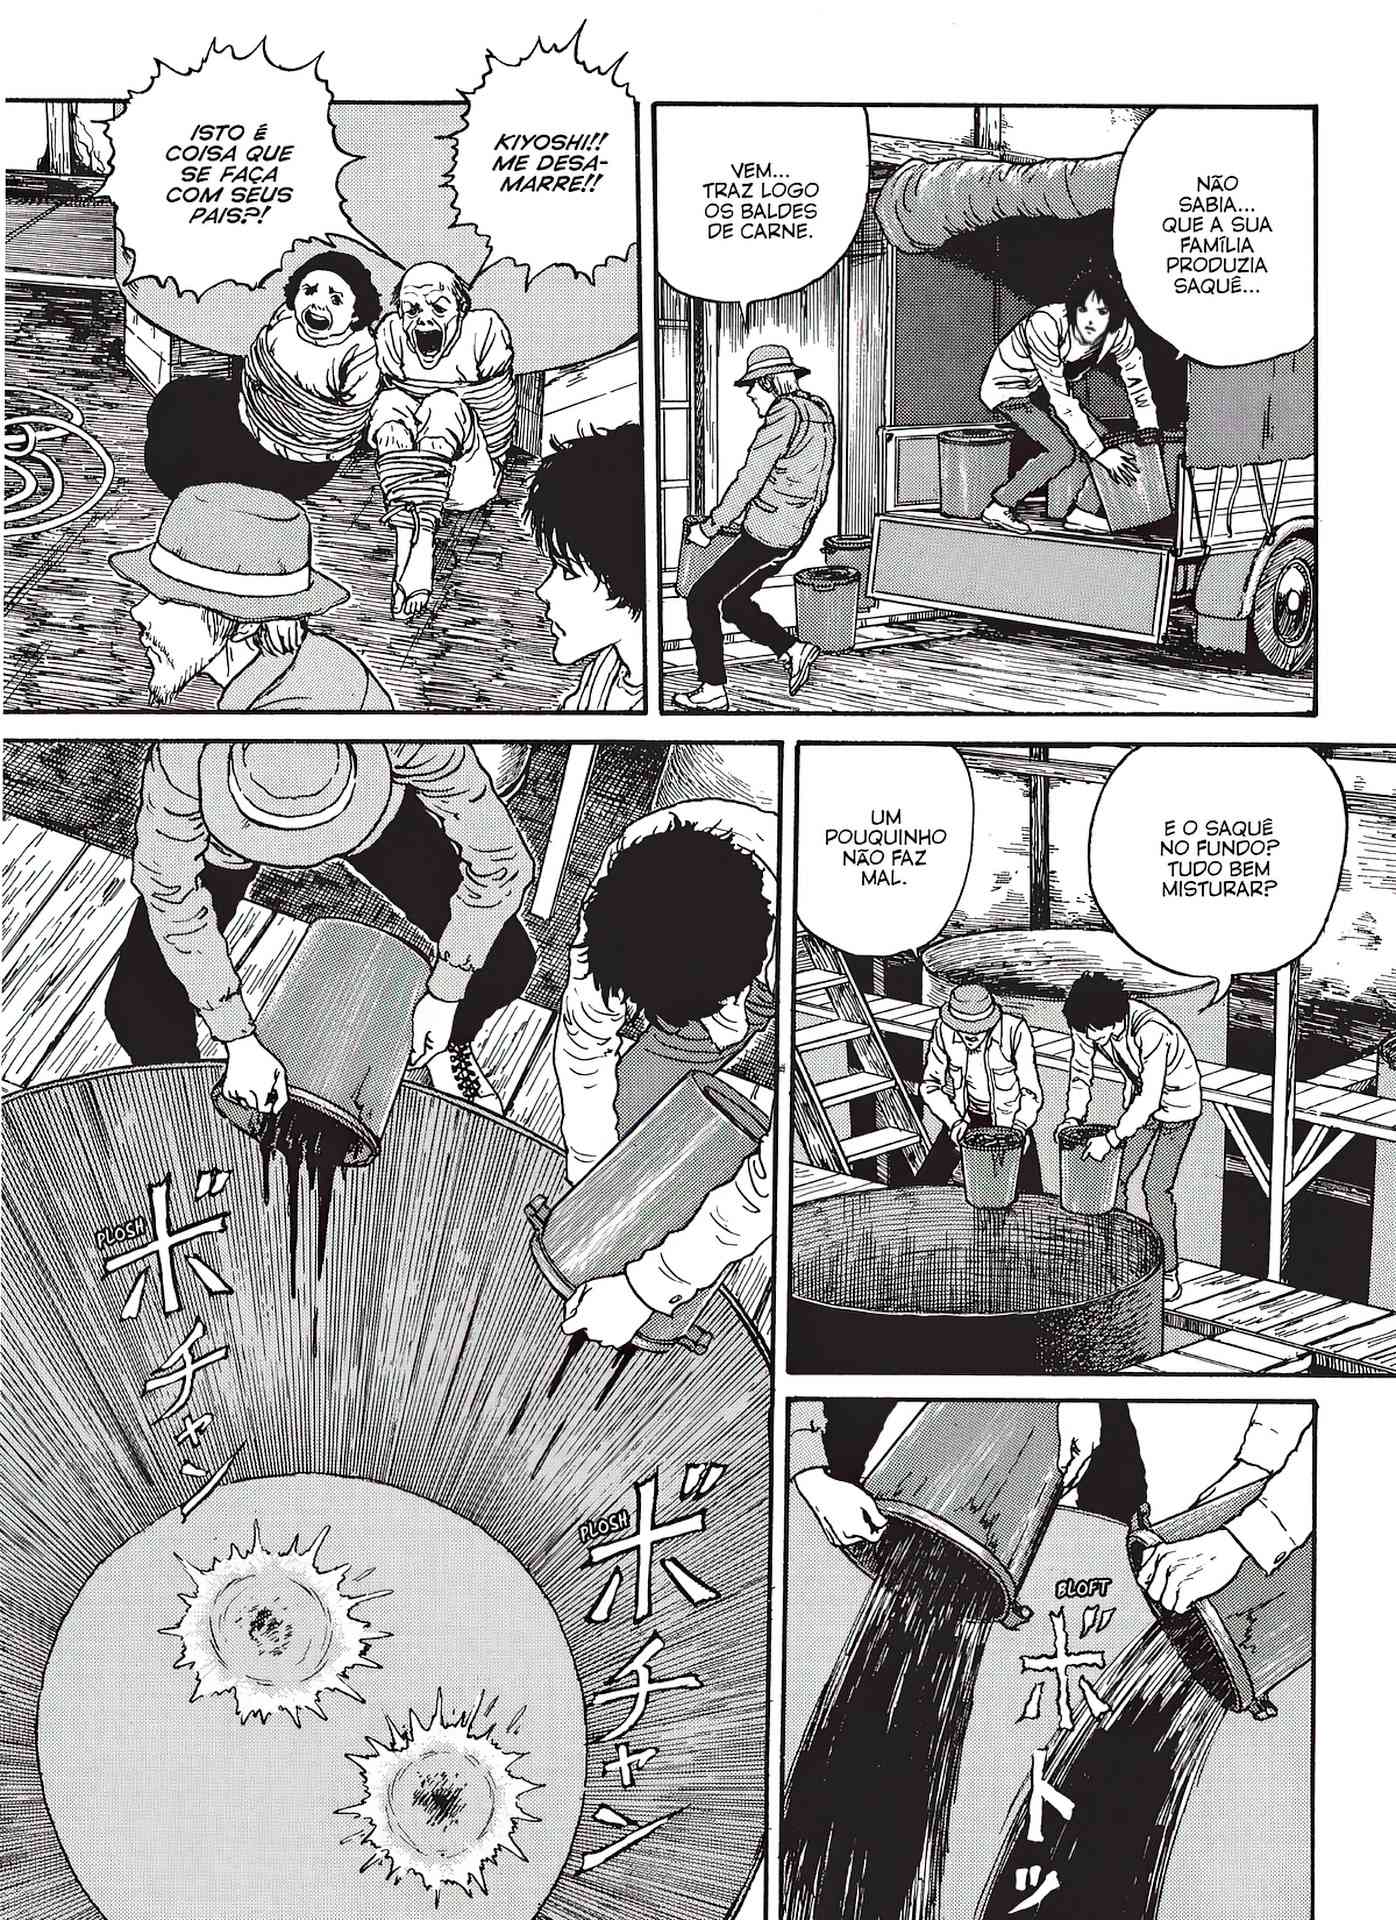 NÃO
SABIA...
QUE A SUA
FAMÍLIA
PRODUZIA
SAQUÊ...
VEM...
TRAZ LOGO
OS BALDES
DE CARNE.
KIYOSHI!!
ME DESA-
MARRE!!
ISTO É
COISA QUE
SE FAÇA
COM SEUS
PAIS?!
E O SAQUÊ
NO FUNDO?
TUDO BEM
MISTURAR?
UM
POUQUINHO
NÃO FAZ
MAL.
PLOSH
ボチャン
PLOSH
ボチャン
BLOFT
ボトッ